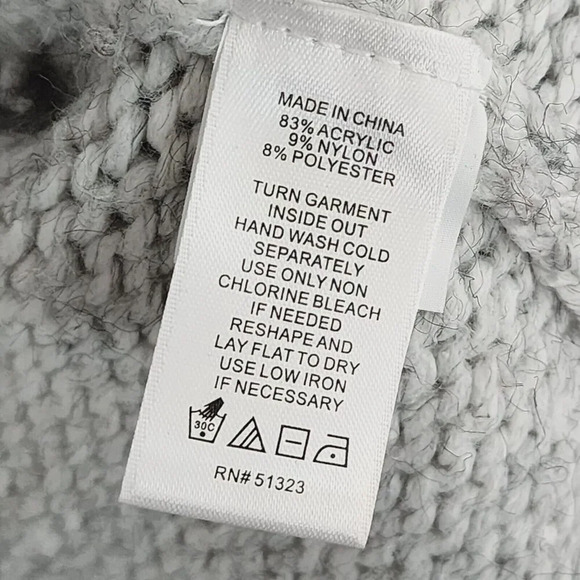 MADE IN CHINA
83% ACRYLIC
9% NYLON
8% POLYESTER
TURN GARMENT
INSIDE OUT
HAND WASH COLD
SEPARATELY
USE ONLY NON
CHLORINE BLEACH
IF NEEDED
RESHAPE AND
LAY FLAT TO DRY
USE LOW IRON
IF NECESSARY
30C
RN# 51323